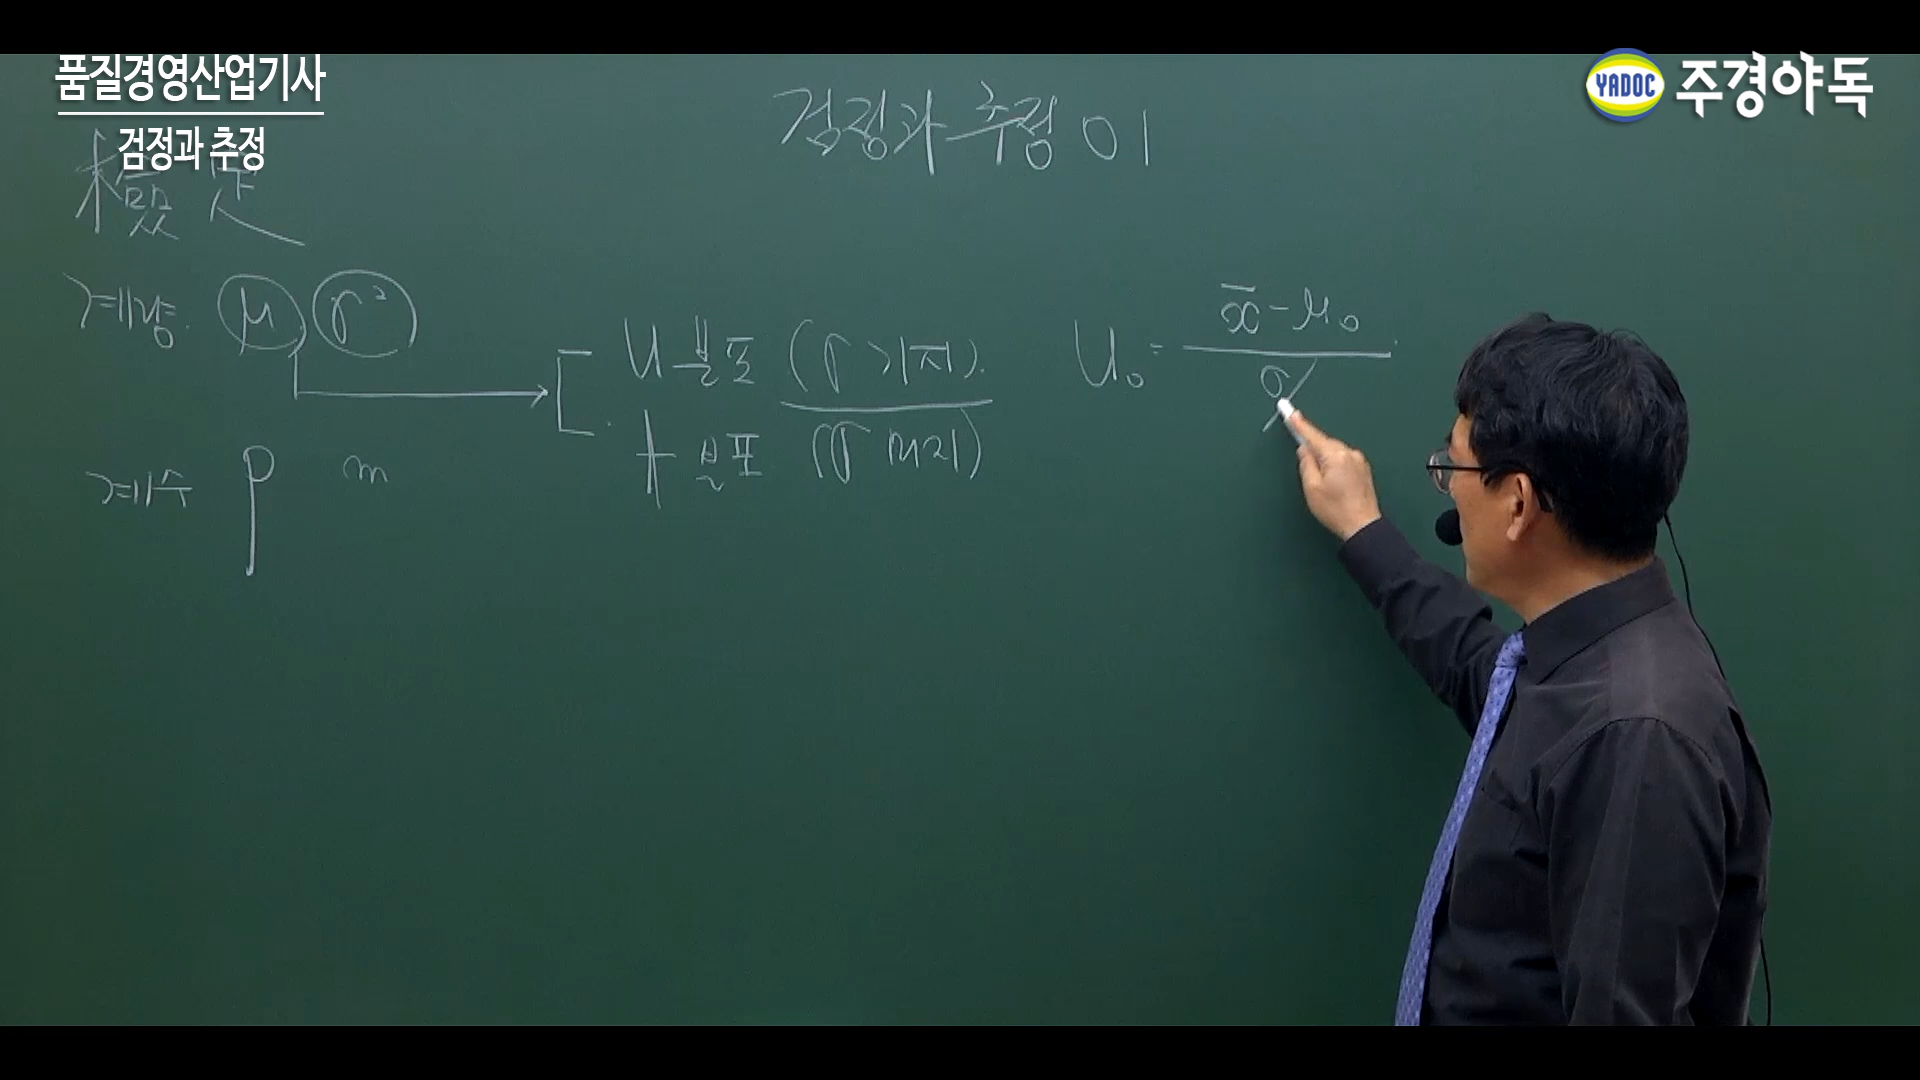 품질경영산업기사
검정과 추정
YADOC 주경야독
검정과 추정 01
檢定
계량 μ, σ²
U 분포 (σ 기지).
t 분포 (σ 미지)
U₀ = x̄ - μ₀
σ/
계수 P m